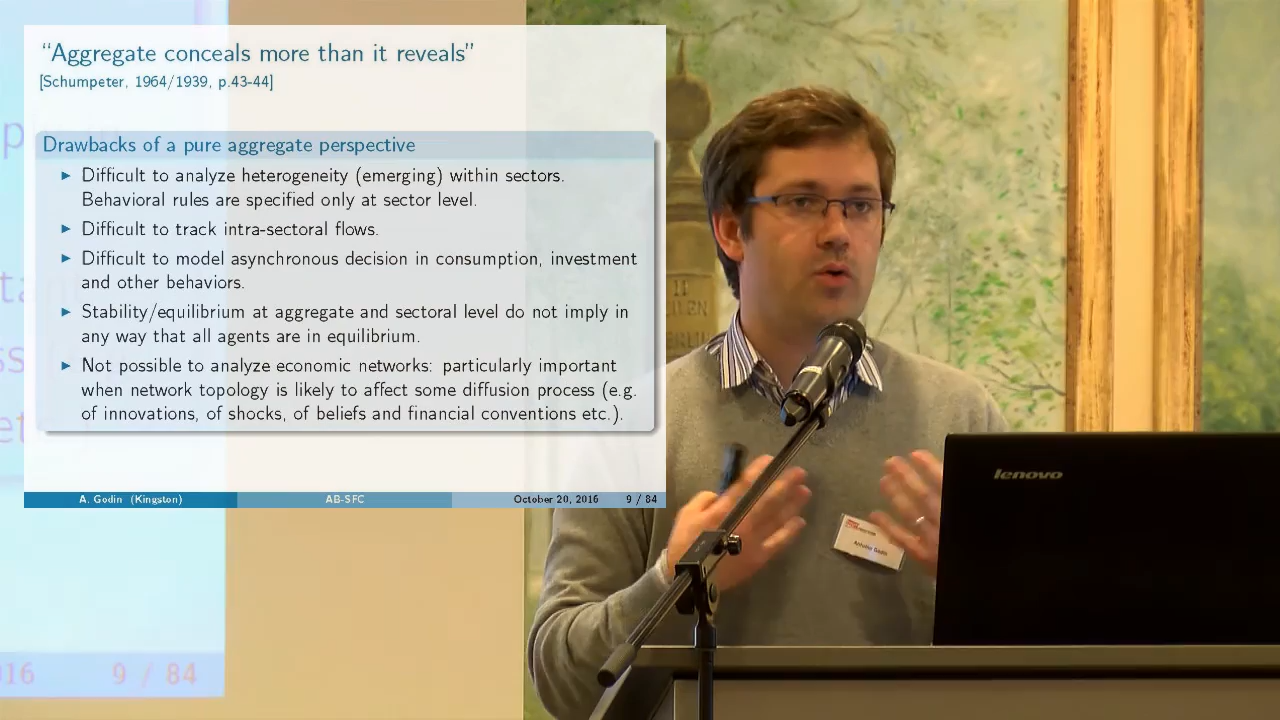 “Aggregate conceals more than it reveals”
[Schumpeter, 1964/1939, p.43-44]
Drawbacks of a pure aggregate perspective
► Difficult to analyze heterogeneity (emerging) within sectors.
Behavioral rules are specified only at sector level.
► Difficult to track intra-sectoral flows.
► Difficult to model asynchronous decision in consumption, investment
and other behaviors.
► Stability/equilibrium at aggregate and sectoral level do not imply in
any way that all agents are in equilibrium.
► Not possible to analyze economic networks: particularly important
when network topology is likely to affect some diffusion process (e.g.
of innovations, of shocks, of beliefs and financial conventions etc.).
A. Godin (Kingston) AB-SFC October 20, 2016 9 / 84
016 9 / 84
lenovo
Godin